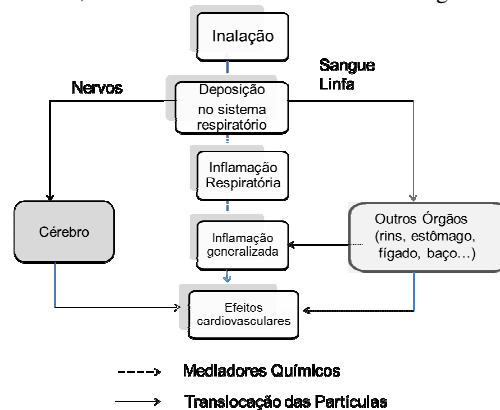 Inalação
Sangue
Linfa
Nervos
Deposição
no sistema
respiratório
Inflamação
Respiratória
Cérebro
Inflamação
generalizada
Outros Órgãos
(rins, estômago,
fígado, baço...)
Efeitos
cardiovasculares
Mediadores Químicos
Translocação das Partículas